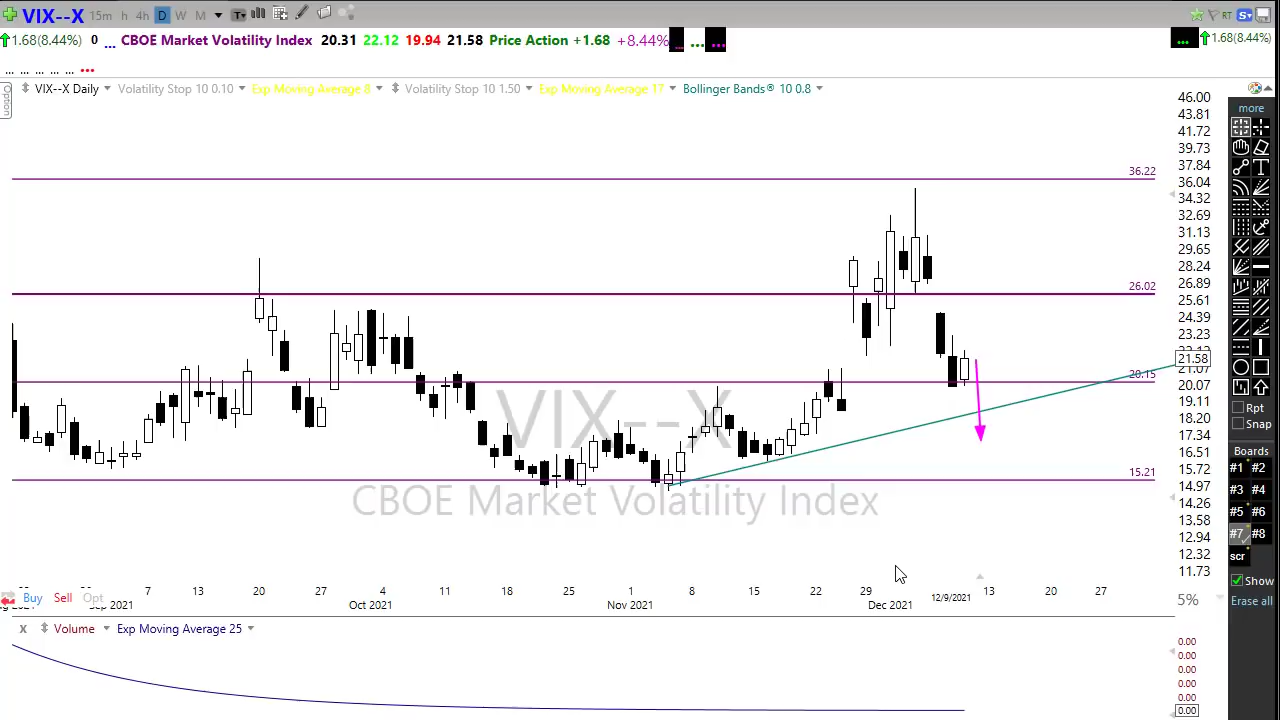 VIX--X 15m h 4h D W M T RT S
1.68(8.44%) 0 ... CBOE Market Volatility Index 20.31 22.12 19.94 21.58 Price Action +1.68 +8.44% ... ... ... ... 1.68(8.44%)
... ... ... ... ... ...
Option
VIX--X Daily Volatility Stop 10 0.10 Exp Moving Average 8 Volatility Stop 10 1.50 Exp Moving Average 17 Bollinger Bands® 10 0.8
46.00
43.81
41.72
39.73
37.84
36.22
36.04
34.32
32.69
31.13
29.65
28.24
26.89
26.02
25.61
24.39
23.23
21.58
21.07
20.15
20.07
19.11
18.20
17.34
16.51
15.72
15.21
14.97
14.26
13.58
12.94
12.32
11.73
VIX--X
CBOE Market Volatility Index
7 13 20 27 4 11 18 25 1 8 15 22 29 12/9/2021 13 20 27
Sep 2021 Oct 2021 Nov 2021 Dec 2021
Buy Sell Opt
5%
X Volume Exp Moving Average 25
0.00
0.00
0.00
0.00
0.00
0.00
more
T
Rpt
Snap
Boards
#1 #2
#3 #4
#5 #6
#7 #8
scr
Show
Erase all